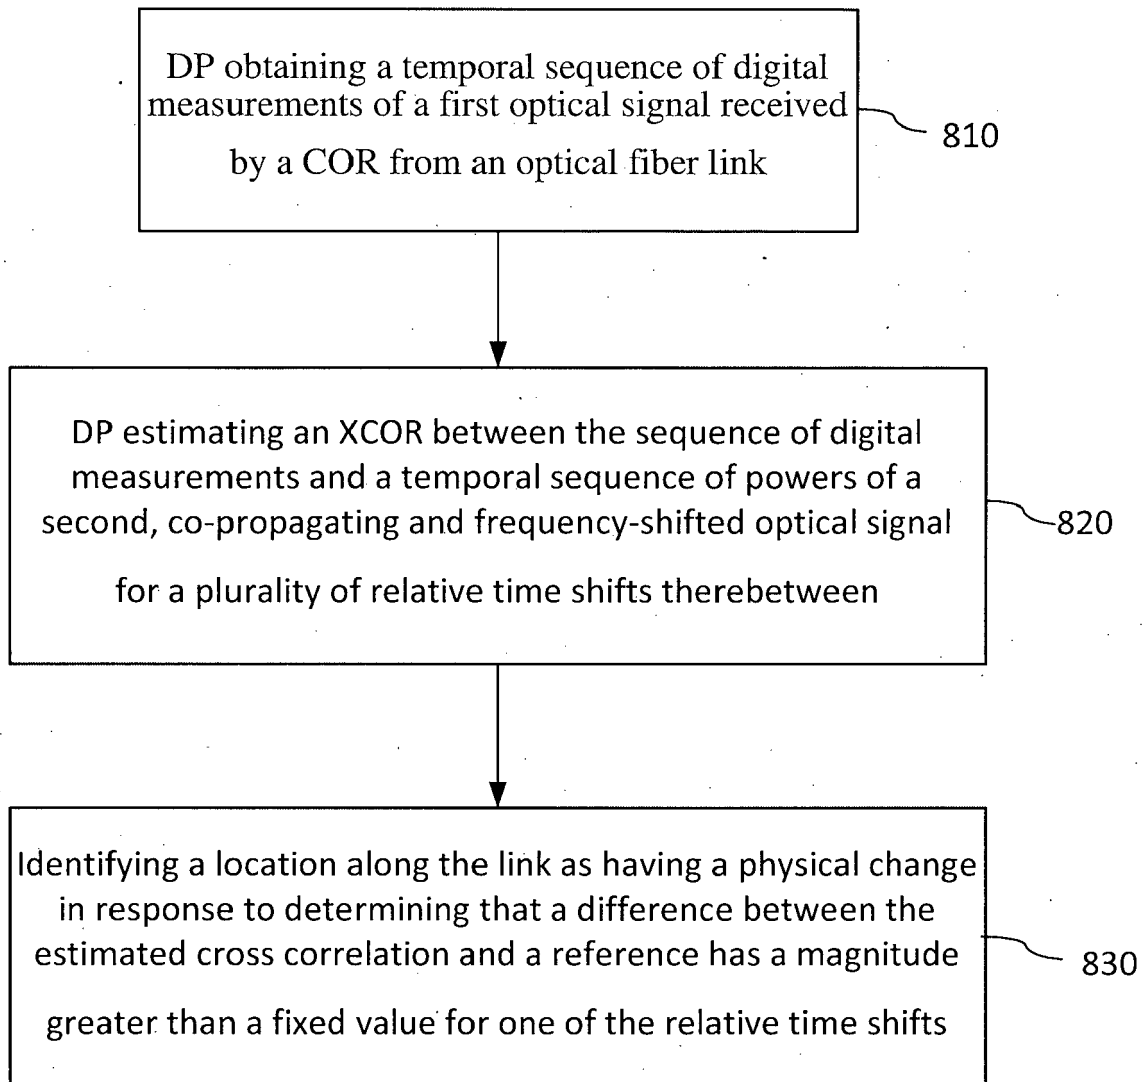 DP obtaining a temporal sequence of digital
measurements of a first optical signal received
by a COR from an optical fiber link
810
DP estimating an XCOR between the sequence of digital
measurements and a temporal sequence of powers of a
second, co-propagating and frequency-shifted optical signal
for a plurality of relative time shifts therebetween
820
Identifying a location along the link as having a physical change
in response to determining that a difference between the
estimated cross correlation and a reference has a magnitude
greater than a fixed value for one of the relative time shifts
830